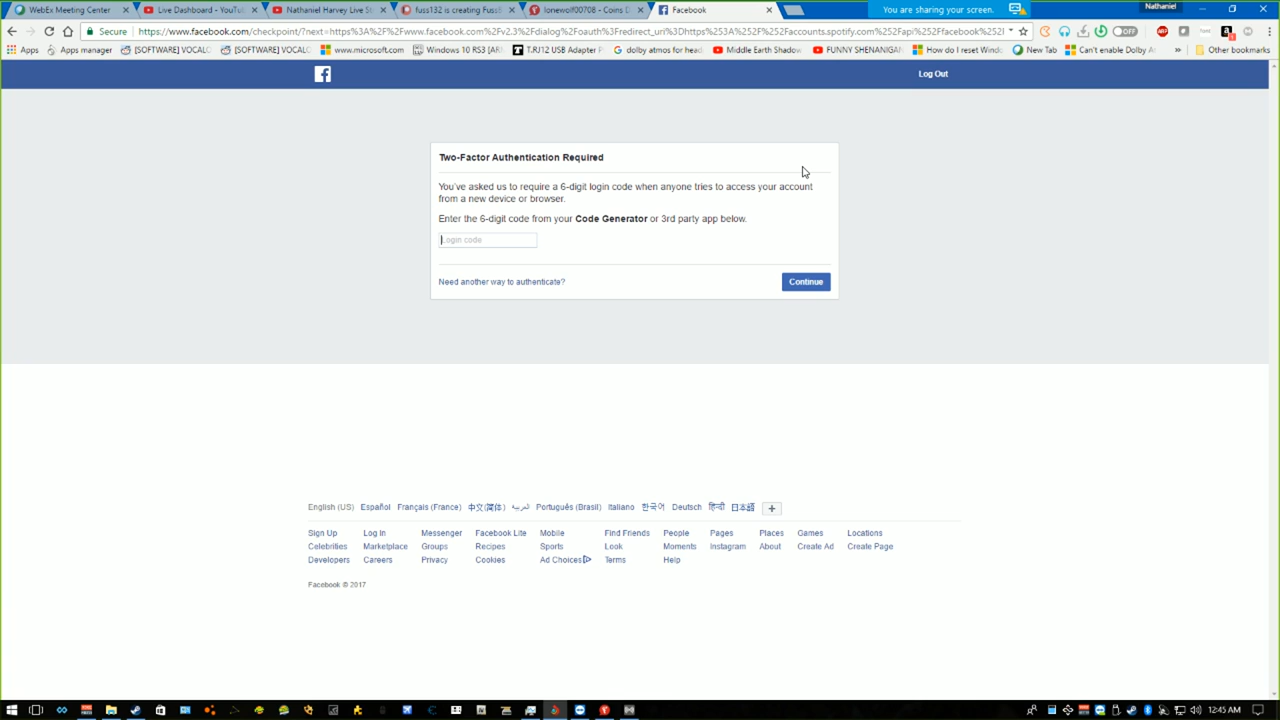 WebEx Meeting Center
Live Dashboard - YouTu
Nathaniel Harvey Live St
fuss132 is creating Fuss
Jonewolf00708 - Coins D
Facebook
You are sharing your screen.
Nathaniel
Secure
https://www.facebook.com/checkpoint/?next=https%3A%2F%2Fwww.facebook.com%2Fv2.3%2Fdialog%2Foauth%3Fredirect_uri%3Dhttps%253A%252F%252Faccounts.spotify.com%252Fapi%252Ffacebook%252
OFF
Apps
Apps manager
[SOFTWARE] VOCALO
[SOFTWARE] VOCALO
www.microsoft.com
Windows 10 RS3 [AR
T.RJ12 USB Adapter P
dolby atmos for head
Middle Earth Shadow
FUNNY SHENANIGAN
How do I reset Wind
New Tab
Can't enable Dolby A
Other bookmarks
Log Out
Two-Factor Authentication Required
You've asked us to require a 6-digit login code when anyone tries to access your account
from a new device or browser.
Enter the 6-digit code from your Code Generator or 3rd party app below.
Login code
Need another way to authenticate?
Continue
English (US) Español Français (France) 中文(简体) العربية Português (Brasil) Italiano 한국어 Deutsch हिन्दी 日本語 +
Sign Up Log In Messenger Facebook Lite Mobile Find Friends People Pages Places Games Locations
Celebrities Marketplace Groups Recipes Sports Look Moments Instagram About Create Ad Create Page
Developers Careers Privacy Cookies Ad Choices Terms Help
Facebook © 2017
12:45 AM